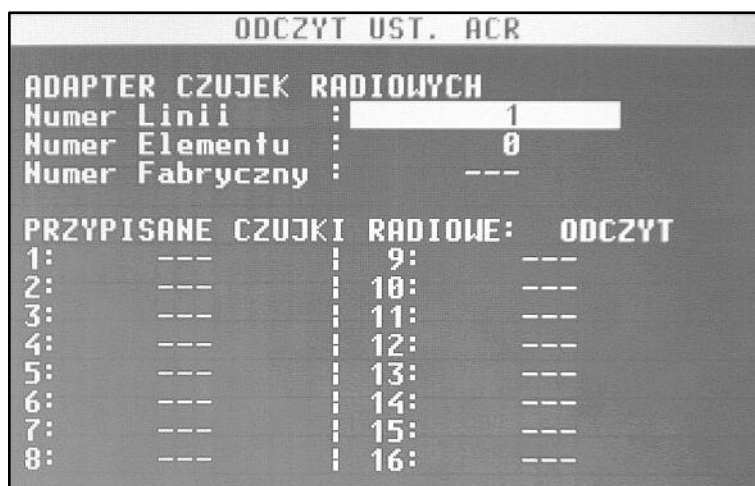 ODCZYT UST. ACR
ADAPTER CZUJEK RADIOWYCH
Numer Linii : 1
Numer Elementu : 0
Numer Fabryczny : ---
PRZYPISANE CZUJKI RADIOWE: ODCZYT
1: --- ¦ 9: ---
2: --- ¦ 10: ---
3: --- ¦ 11: ---
4: --- ¦ 12: ---
5: --- ¦ 13: ---
6: --- ¦ 14: ---
7: --- ¦ 15: ---
8: --- ¦ 16: ---